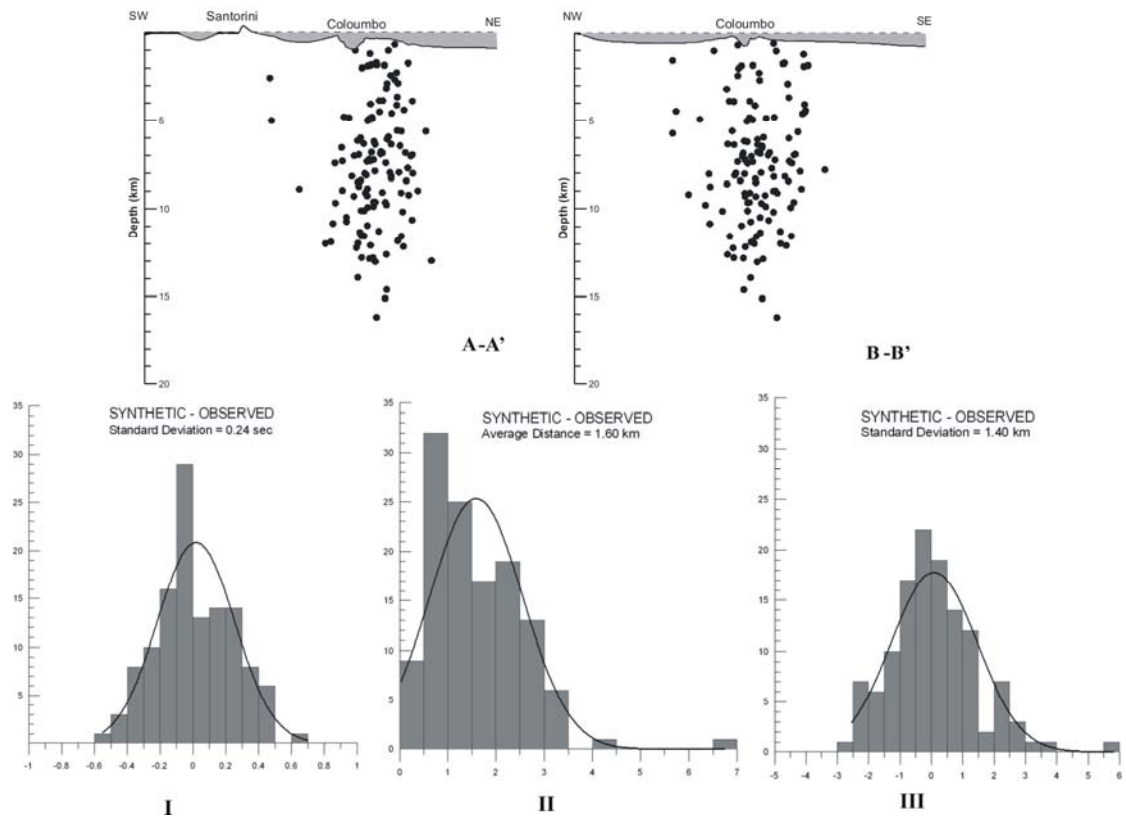 SW Santorini Coloumbo NE
Depth (km)
5
10
15
20
A-A'
NW Coloumbo SE
Depth (km)
5
10
15
20
B-B'
SYNTHETIC - OBSERVED
Standard Deviation = 0.24 sec
35
30
25
20
15
10
5
-1 -0.8 -0.6 -0.4 -0.2 0 0.2 0.4 0.6 0.8 1
I
SYNTHETIC - OBSERVED
Average Distance = 1.60 km
35
30
25
20
15
10
5
0
0 1 2 3 4 5 6 7
II
SYNTHETIC - OBSERVED
Standard Deviation = 1.40 km
35
30
25
20
15
10
5
0
-5 -4 -3 -2 -1 0 1 2 3 4 5 6
III